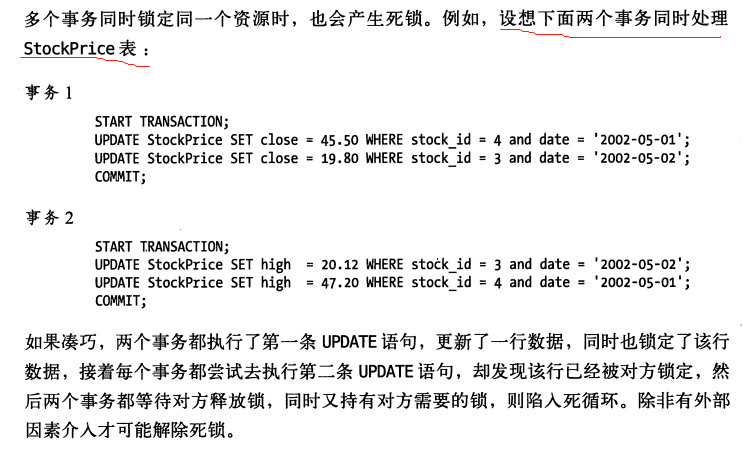 多个事务同时锁定同一个资源时，也会产生死锁。例如，设想下面两个事务同时处理
StockPrice 表：
事务 1
START TRANSACTION;
UPDATE StockPrice SET close = 45.50 WHERE stock_id = 4 and date = '2002-05-01';
UPDATE StockPrice SET close = 19.80 WHERE stock_id = 3 and date = '2002-05-02';
COMMIT;
事务 2
START TRANSACTION;
UPDATE StockPrice SET high = 20.12 WHERE stock_id = 3 and date = '2002-05-02';
UPDATE StockPrice SET high = 47.20 WHERE stock_id = 4 and date = '2002-05-01';
COMMIT;
如果凑巧，两个事务都执行了第一条 UPDATE 语句，更新了一行数据，同时也锁定了该行
数据，接着每个事务都尝试去执行第二条 UPDATE 语句，却发现该行已经被对方锁定，然
后两个事务都等待对方释放锁，同时又持有对方需要的锁，则陷入死循环。除非有外部
因素介入才可能解除死锁。